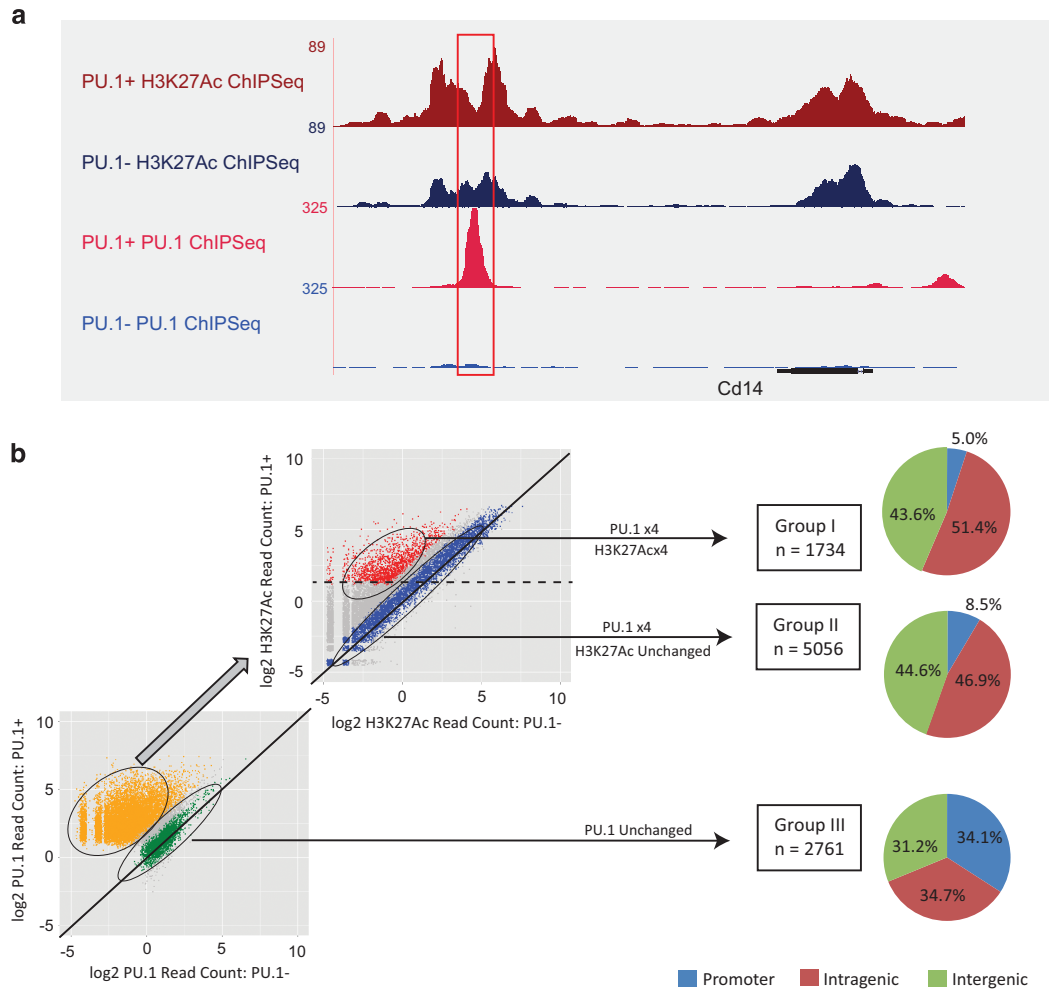 a
89
PU.1+ H3K27Ac ChIPSeq
89
PU.1- H3K27Ac ChIPSeq
325
PU.1+ PU.1 ChIPSeq
325
PU.1- PU.1 ChIPSeq
Cd14
b
log2 H3K27Ac Read Count: PU.1+
10
5
0
-5
-5
0
5
10
log2 H3K27Ac Read Count: PU.1-
PU.1 x4
H3K27Acx4
PU.1 x4
H3K27Ac Unchanged
Group I
n = 1734
5.0%
43.6%
51.4%
Group II
n = 5056
8.5%
44.6%
46.9%
log2 PU.1 Read Count: PU.1+
10
5
0
-5
-5
0
5
10
log2 PU.1 Read Count: PU.1-
PU.1 Unchanged
Group III
n = 2761
31.2%
34.1%
34.7%
Promoter
Intragenic
Intergenic